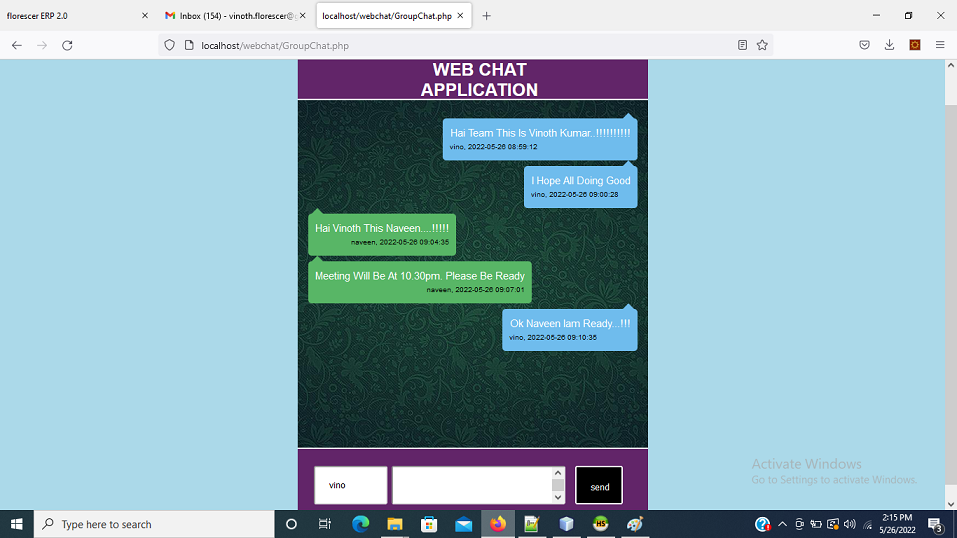 florescer ERP 2.0
Inbox (154) - vinoth.florescer@
localhost/webchat/GroupChat.php
localhost/webchat/GroupChat.php
WEB CHAT
APPLICATION
Hai Team This Is Vinoth Kumar..!!!!!!!!!!
vino, 2022-05-26 08:59:12
I Hope All Doing Good
vino, 2022-05-26 09:00:28
Hai Vinoth This Naveen....!!!!!
naveen, 2022-05-26 09:04:35
Meeting Will Be At 10.30pm. Please Be Ready
naveen, 2022-05-26 09:07:01
Ok Naveen Iam Ready...!!!
vino, 2022-05-26 09:10:35
vino
send
Activate Windows
Go to Settings to activate Windows.
Type here to search
H5
2:15 PM
5/26/2022
3